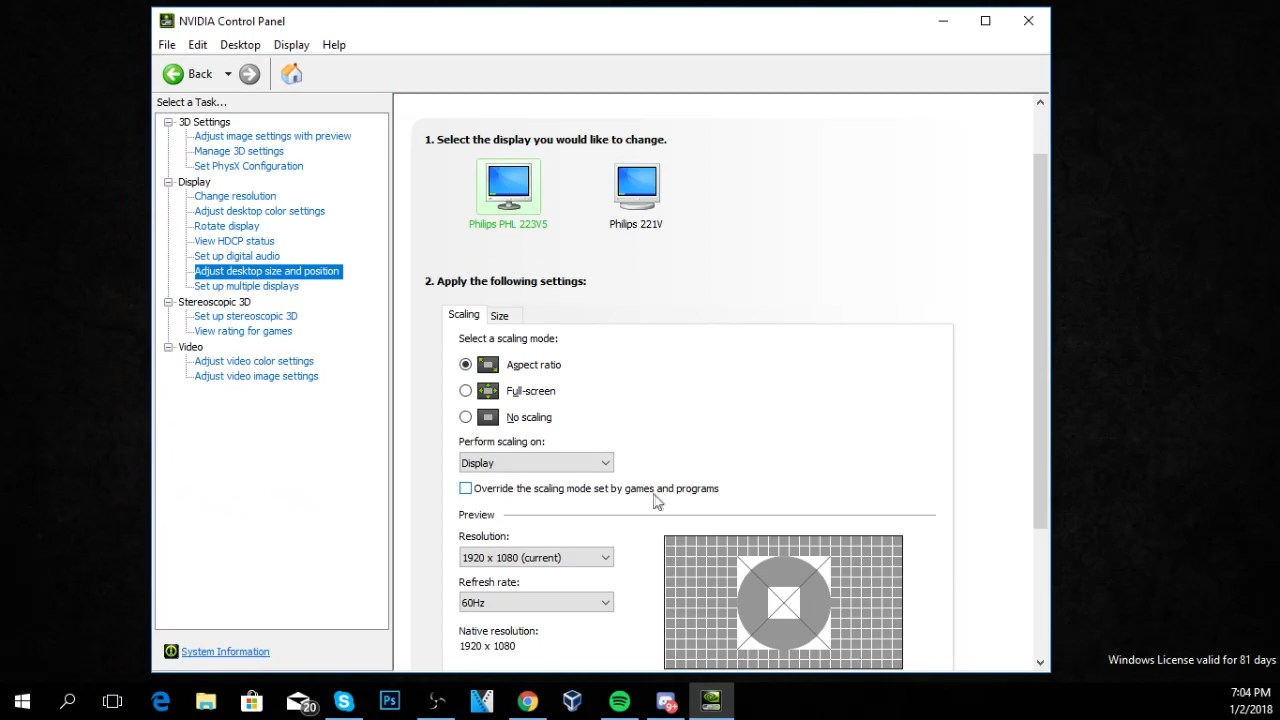 NVIDIA Control Panel
File Edit Desktop Display Help
Back
Select a Task...
3D Settings
Adjust image settings with preview
Manage 3D settings
Set PhysX Configuration
Display
Change resolution
Adjust desktop color settings
Rotate display
View HDCP status
Set up digital audio
Adjust desktop size and position
Set up multiple displays
Stereoscopic 3D
Set up stereoscopic 3D
View rating for games
Video
Adjust video color settings
Adjust video image settings
System Information
1. Select the display you would like to change.
Philips PHL 223V5 Philips 221V
2. Apply the following settings:
Scaling Size
Select a scaling mode:
Aspect ratio
Full-screen
No scaling
Perform scaling on:
Display
Override the scaling mode set by games and programs
Preview
Resolution:
1920 x 1080 (current)
Refresh rate:
60Hz
Native resolution:
1920 x 1080
Windows License valid for 81 days
20
Ps
9+
7:04 PM
1/2/2018